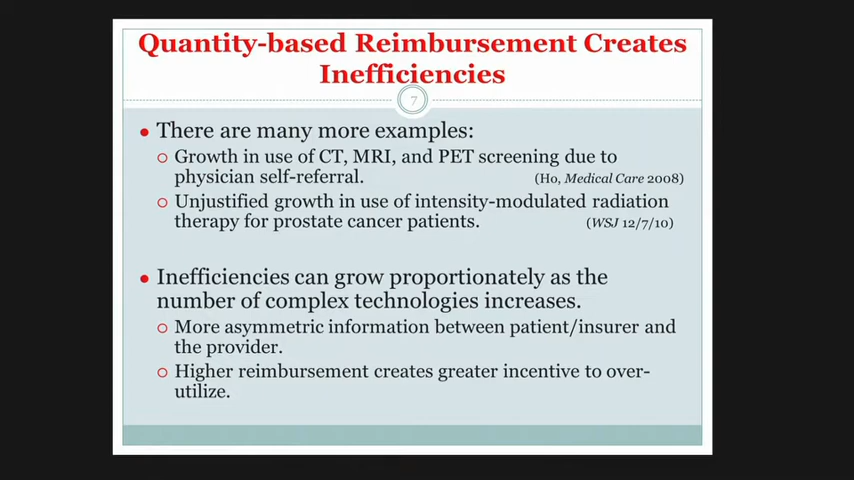 Quantity-based Reimbursement Creates
Inefficiencies
7
• There are many more examples:
○ Growth in use of CT, MRI, and PET screening due to
physician self-referral. (Ho, Medical Care 2008)
○ Unjustified growth in use of intensity-modulated radiation
therapy for prostate cancer patients. (WSJ 12/7/10)
• Inefficiencies can grow proportionately as the
number of complex technologies increases.
○ More asymmetric information between patient/insurer and
the provider.
○ Higher reimbursement creates greater incentive to over-
utilize.